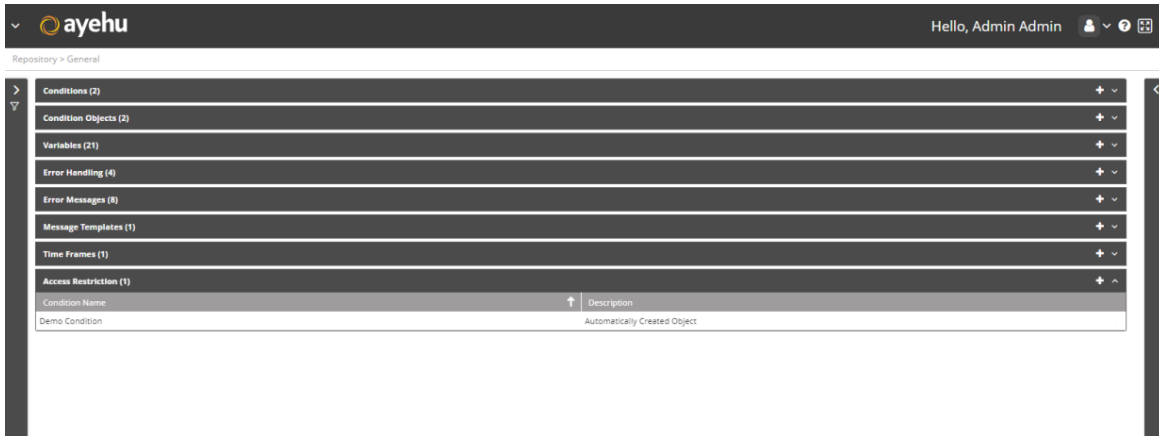 ayehu
Hello, Admin Admin
Repository > General
Conditions (2)
Condition Objects (2)
Variables (21)
Error Handling (4)
Error Messages (8)
Message Templates (1)
Time Frames (1)
Access Restriction (1)
Condition Name Description
Demo Condition Automatically Created Object